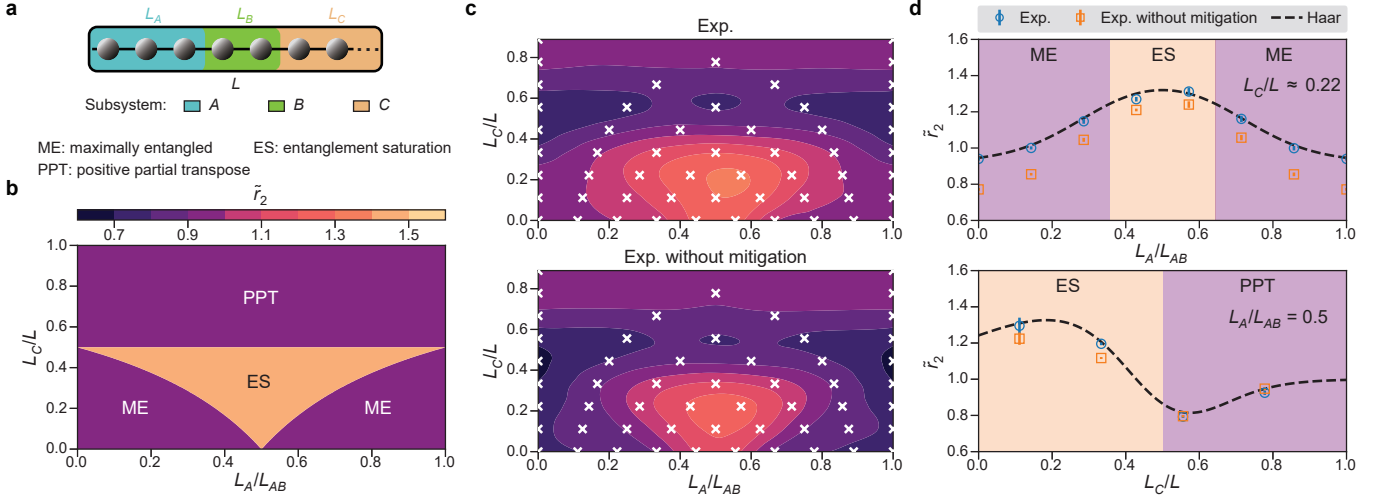 a
L_A L_B L_C
L
Subsystem: A B C
ME: maximally entangled ES: entanglement saturation
PPT: positive partial transpose
b
r̃_2
0.7 0.9 1.1 1.3 1.5
1.0
0.8
0.6
0.4
0.2
0.0
L_C/L
PPT
ES
ME ME
0.0 0.2 0.4 0.6 0.8 1.0
L_A/L_AB
c
Exp.
0.8
0.6
0.4
0.2
0.0
L_C/L
0.0 0.2 0.4 0.6 0.8 1.0
Exp. without mitigation
0.8
0.6
0.4
0.2
0.0
L_C/L
0.0 0.2 0.4 0.6 0.8 1.0
L_A/L_AB
d
Exp. Exp. without mitigation Haar
1.6
1.4
1.2
1.0
0.8
0.6
r̃_2
ME ES ME
L_C/L ≈ 0.22
0.0 0.2 0.4 0.6 0.8 1.0
L_A/L_AB
1.6
1.4
1.2
1.0
0.8
0.6
r̃_2
ES PPT
L_A/L_AB = 0.5
0.0 0.2 0.4 0.6 0.8 1.0
L_C/L